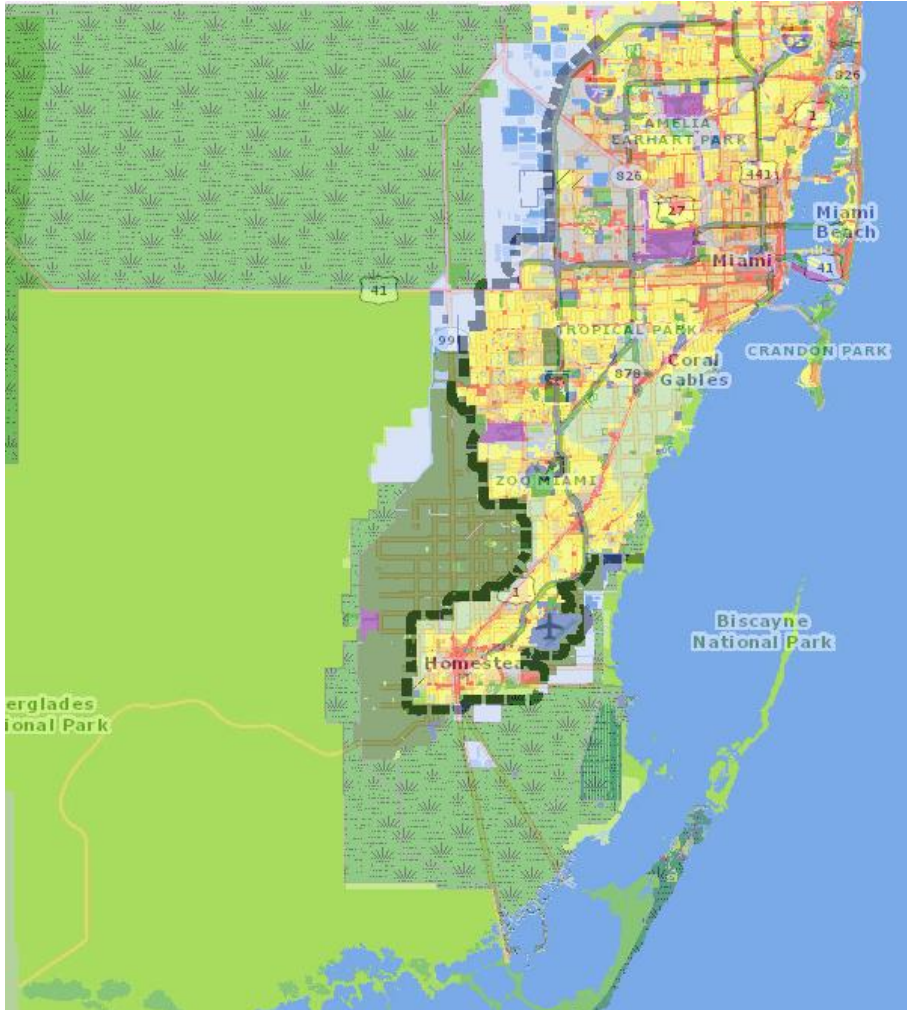 826
1
AMELIA
EARHART PARK
826
441
27
Miami
Beach
Miami
41
41
99
TROPICAL PARK
CRANDON PARK
Coral
Gables
878
ZOO MIAMI
1
Biscayne
National Park
Homestea
erglades
ional Park